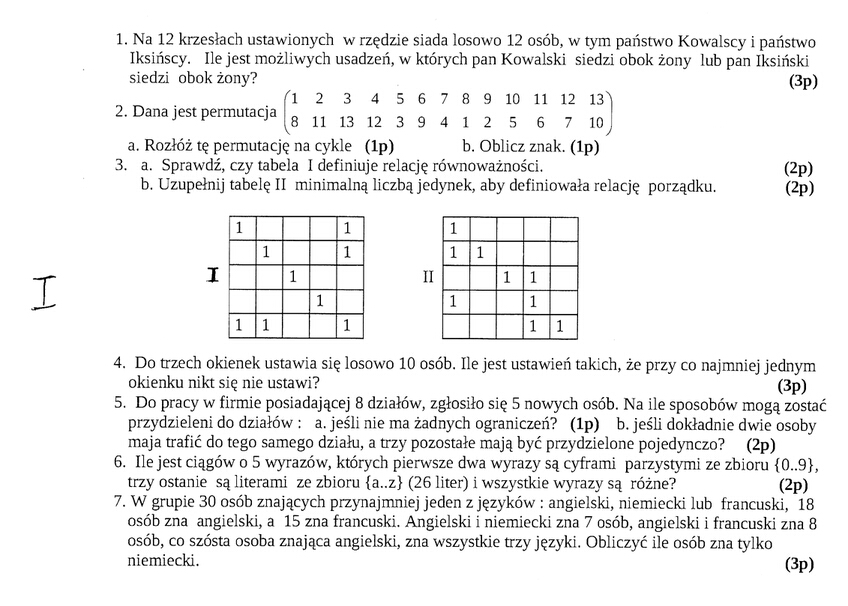 1. Na 12 krzesłach ustawionych w rzędzie siada losowo 12 osób, w tym państwo Kowalscy i państwo
Iksińscy. Ile jest możliwych usadzeń, w których pan Kowalski siedzi obok żony lub pan Iksiński
siedzi obok żony? (3p)
2. Dana jest permutacja (1 2 3 4 5 6 7 8 9 10 11 12 13)
(8 11 13 12 3 9 4 1 2 5 6 7 10)
a. Rozłóż tę permutację na cykle (1p) b. Oblicz znak. (1p)
3. a. Sprawdź, czy tabela I definiuje relację równoważności. (2p)
b. Uzupełnij tabelę II minimalną liczbą jedynek, aby definiowała relację porządku. (2p)
1 1 1
1 1 1 1
I 1 II 1 1
I
1 1 1
1 1 1 1 1
4. Do trzech okienek ustawia się losowo 10 osób. Ile jest ustawień takich, że przy co najmniej jednym
okienku nikt się nie ustawi? (3p)
5. Do pracy w firmie posiadającej 8 działów, zgłosiło się 5 nowych osób. Na ile sposobów mogą zostać
przydzieleni do działów : a. jeśli nie ma żadnych ograniczeń? (1p) b. jeśli dokładnie dwie osoby
maja trafić do tego samego działu, a trzy pozostałe mają być przydzielone pojedynczo? (2p)
6. Ile jest ciągów o 5 wyrazów, których pierwsze dwa wyrazy są cyframi parzystymi ze zbioru {0..9},
trzy ostanie są literami ze zbioru {a..z} (26 liter) i wszystkie wyrazy są różne? (2p)
7. W grupie 30 osób znających przynajmniej jeden z języków : angielski, niemiecki lub francuski, 18
osób zna angielski, a 15 zna francuski. Angielski i niemiecki zna 7 osób, angielski i francuski zna 8
osób, co szósta osoba znająca angielski, zna wszystkie trzy języki. Obliczyć ile osób zna tylko
niemiecki. (3p)